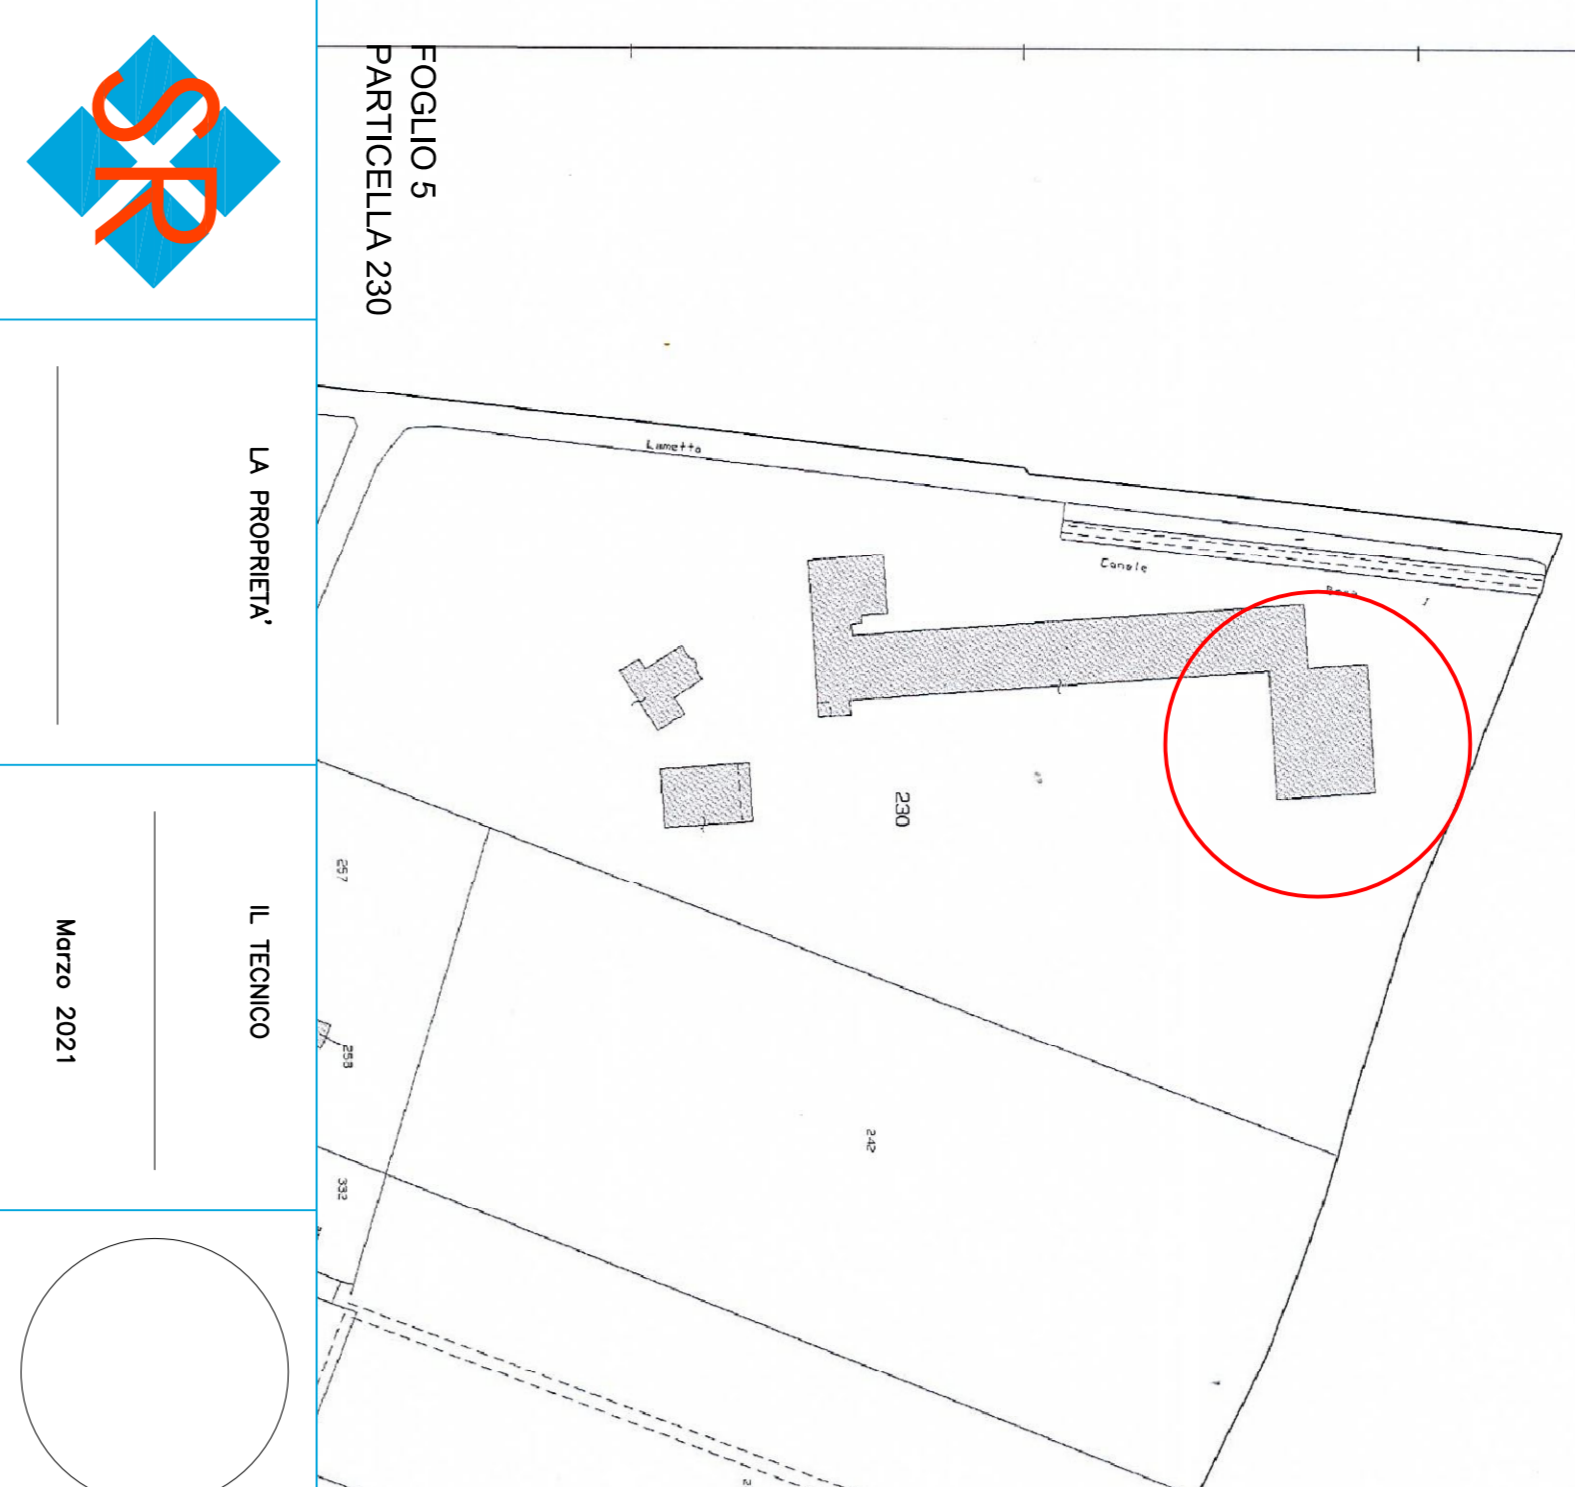 SR
FOGLIO 5
PARTICELLA 230
LA PROPRIETA'
IL TECNICO
Marzo 2021
Lametta
Canale
230
257
258
242
332